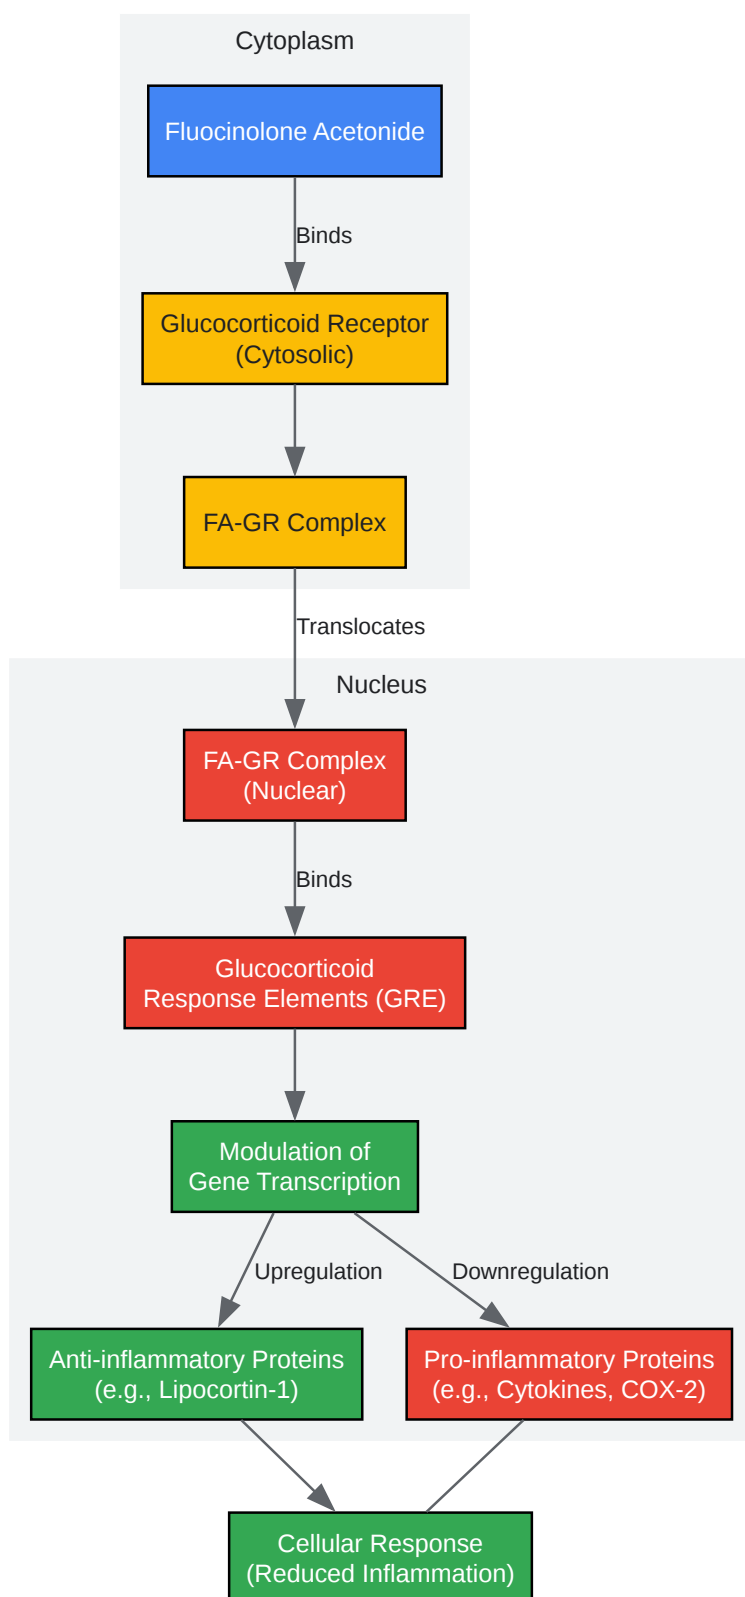 Cytoplasm
Fluocinolone Acetonide
Binds
Glucocorticoid Receptor
(Cytosolic)
FA-GR Complex
Translocates
Nucleus
FA-GR Complex
(Nuclear)
Binds
Glucocorticoid
Response Elements (GRE)
Modulation of
Gene Transcription
Upregulation
Downregulation
Anti-inflammatory Proteins
(e.g., Lipocortin-1)
Pro-inflammatory Proteins
(e.g., Cytokines, COX-2)
Cellular Response
(Reduced Inflammation)